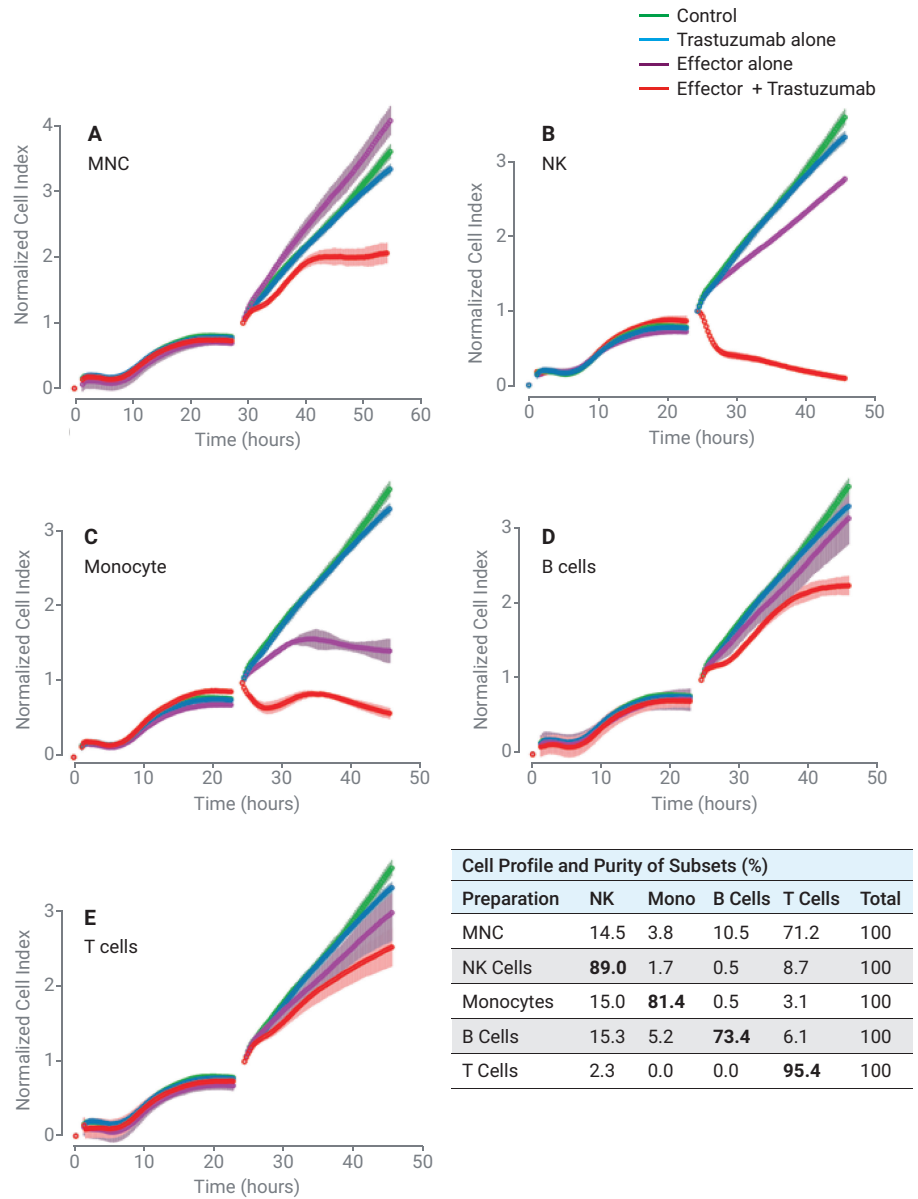 Control
Trastuzumab alone
Effector alone
Effector + Trastuzumab
A
MNC
Normalized Cell Index
4
3
2
1
0
0 10 20 30 40 50 60
Time (hours)
B
NK
Normalized Cell Index
3
2
1
0
0 10 30 40 50
Time (hours)
C
Monocyte
Normalized Cell Index
3
2
1
0
0 10 20 30 40 50
Time (hours)
D
B cells
Normalized Cell Index
3
2
1
0
0 10 20 30 40 50
Time (hours)
E
T cells
Normalized Cell Index
3
2
1
0
0 10 20 30 40 50
Time (hours)
Cell Profile and Purity of Subsets (%)
Preparation NK Mono B Cells T Cells Total
MNC 14.5 3.8 10.5 71.2 100
NK Cells 89.0 1.7 0.5 8.7 100
Monocytes 15.0 81.4 0.5 3.1 100
B Cells 15.3 5.2 73.4 6.1 100
T Cells 2.3 0.0 0.0 95.4 100